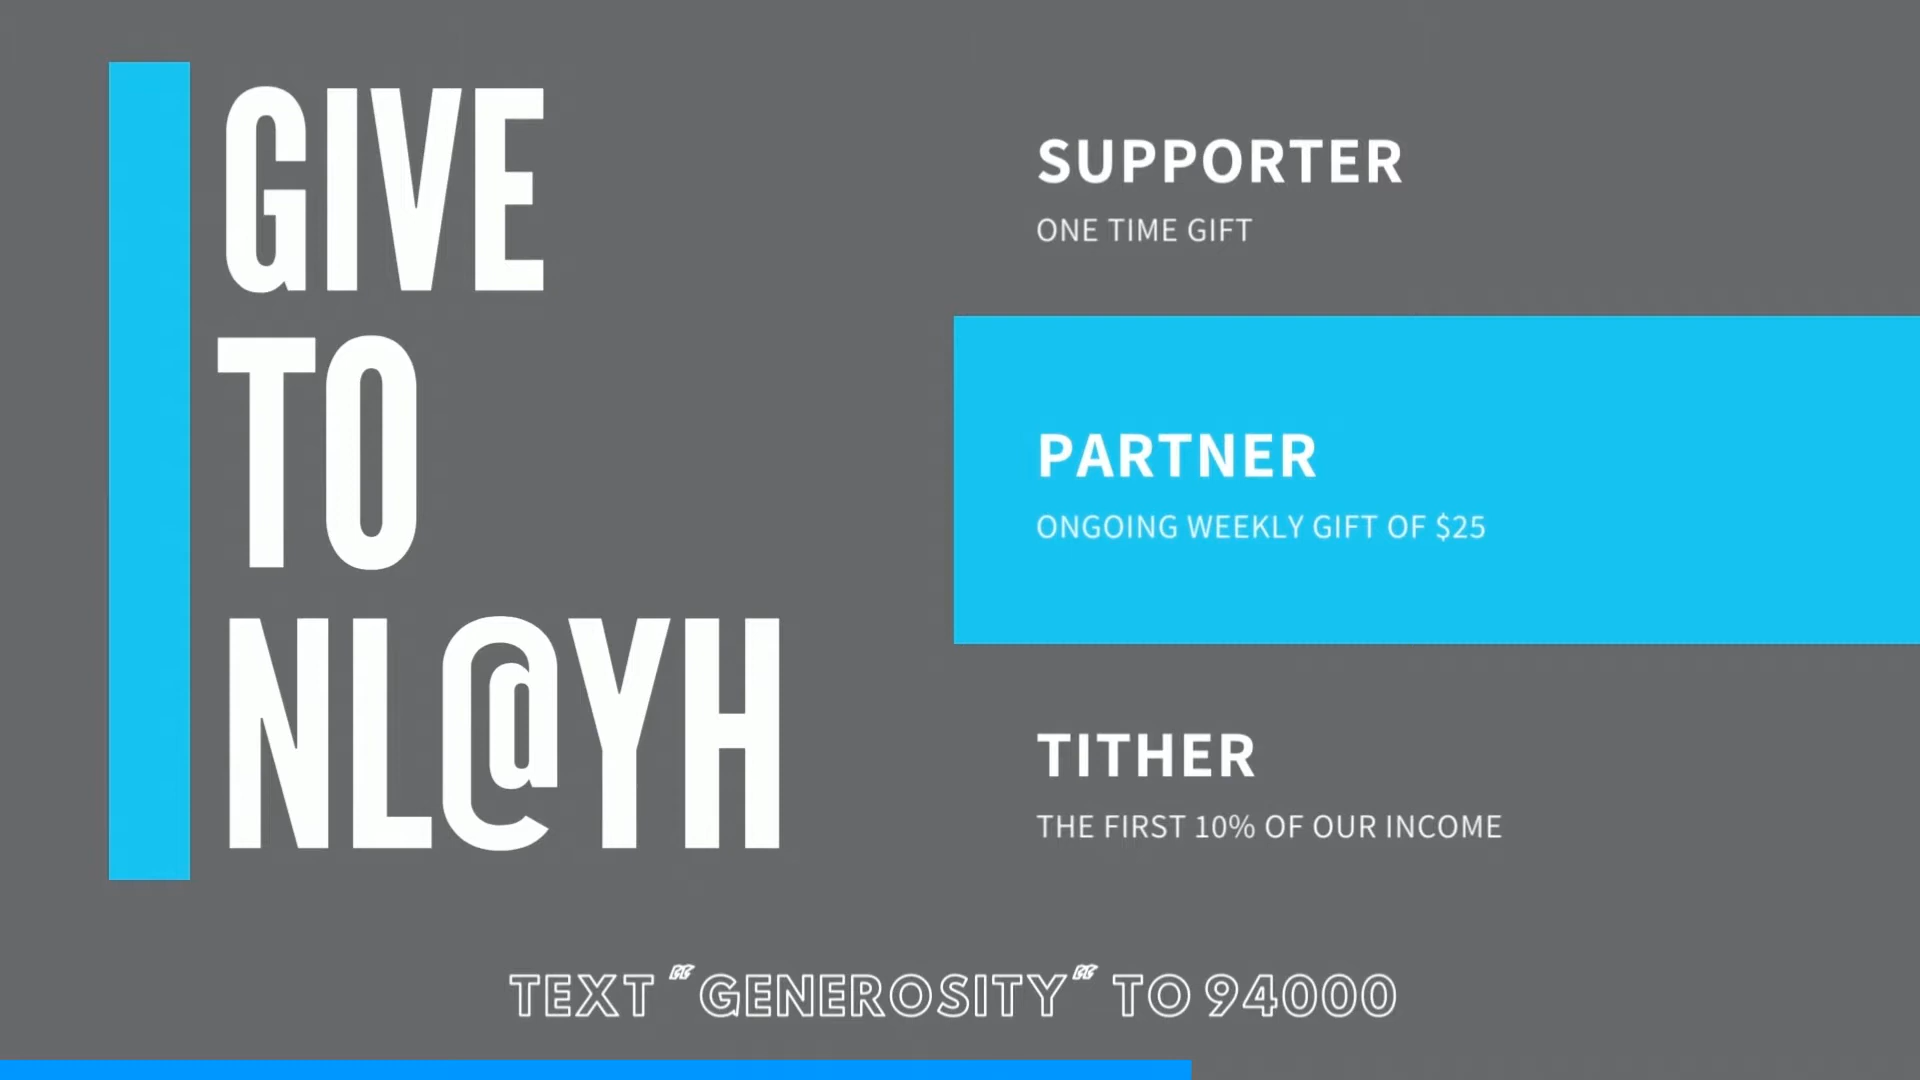 GIVE
TO
NL@YH
SUPPORTER
ONE TIME GIFT
PARTNER
ONGOING WEEKLY GIFT OF $25
TITHER
THE FIRST 10% OF OUR INCOME
TEXT “GENEROSITY“ TO 94000